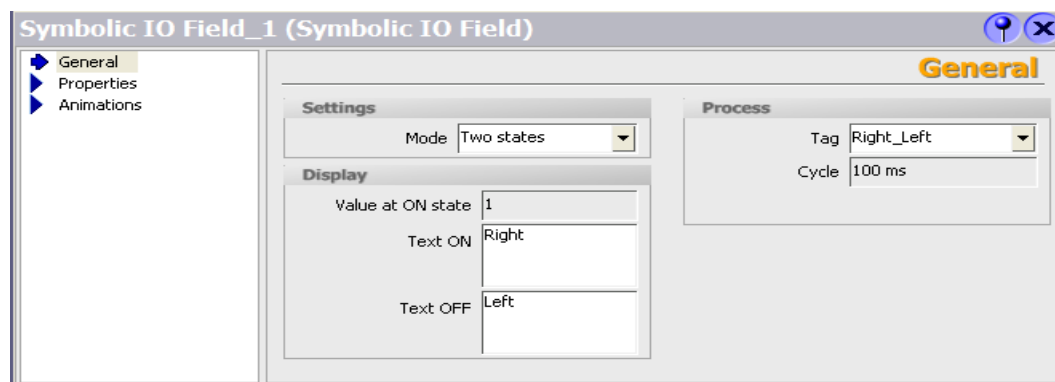 Symbolic IO Field_1 (Symbolic IO Field)
General
Properties
Animations
General
Settings
Mode Two states
Display
Value at ON state 1
Text ON Right
Text OFF Left
Process
Tag Right_Left
Cycle 100 ms